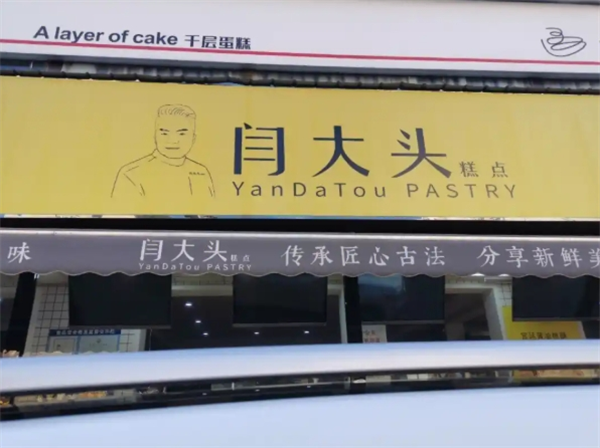 A layer of cake 千层蛋糕
闫大头 糕点
YanDaTou PASTRY
味 闫大头 糕点 传承匠心古法 分享新鲜美
YanDaTou PASTRY